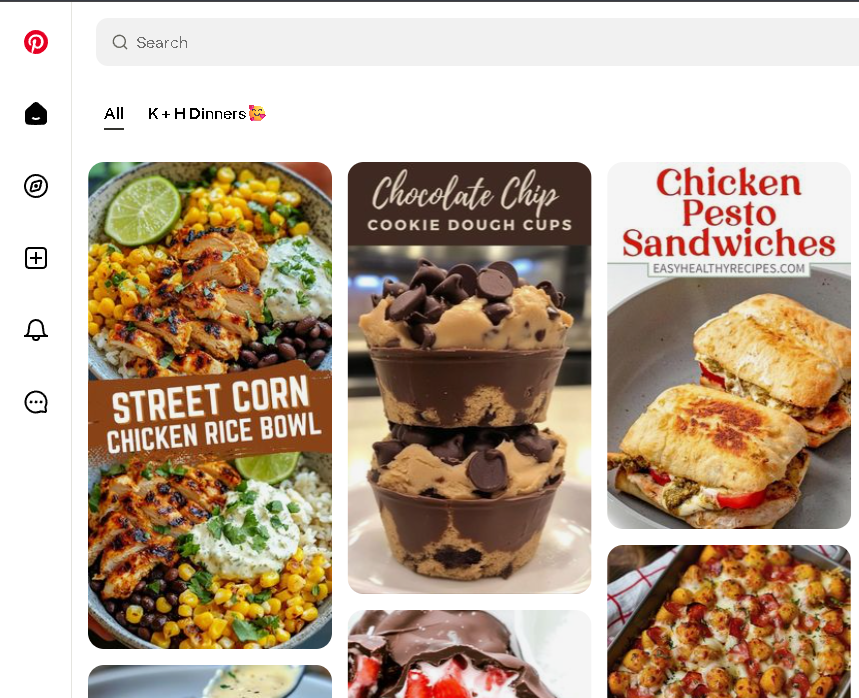 Search
All
K + H Dinners🥰
STREET CORN
CHICKEN RICE BOWL
Chocolate Chip
COOKIE DOUGH CUPS
Chicken
Pesto
Sandwiches
EASYHEALTHYRECIPES.COM